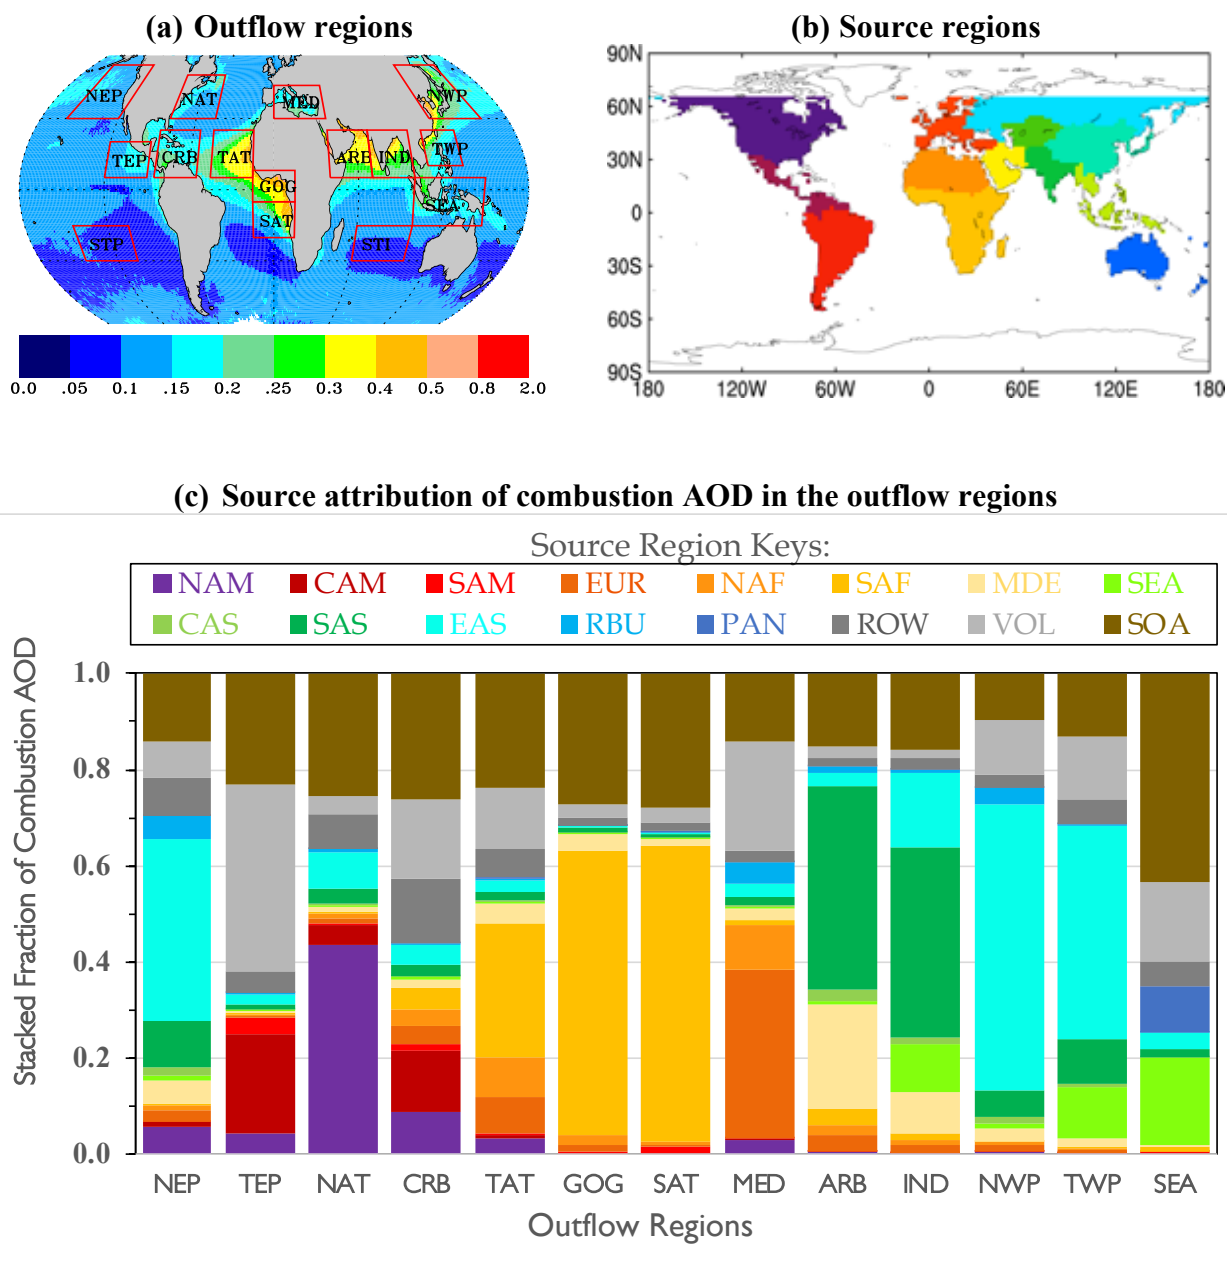 (a) Outflow regions
(b) Source regions
NEP NAT MED NWP
TEP CRB TAT ARB IND TWP
GOG
SAT SEA
STP STI
0.0 .05 0.1 .15 0.2 .25 0.3 0.4 0.5 0.8 2.0
90N
60N
30N
0
30S
60S
90S
180 120W 60W 0 60E 120E 180
(c) Source attribution of combustion AOD in the outflow regions
Source Region Keys:
NAM CAM SAM EUR NAF SAF MDE SEA
CAS SAS EAS RBU PAN ROW VOL SOA
Stacked Fraction of Combustion AOD
1.0
0.8
0.6
0.4
0.2
0.0
NEP TEP NAT CRB TAT GOG SAT MED ARB IND NWP TWP SEA
Outflow Regions